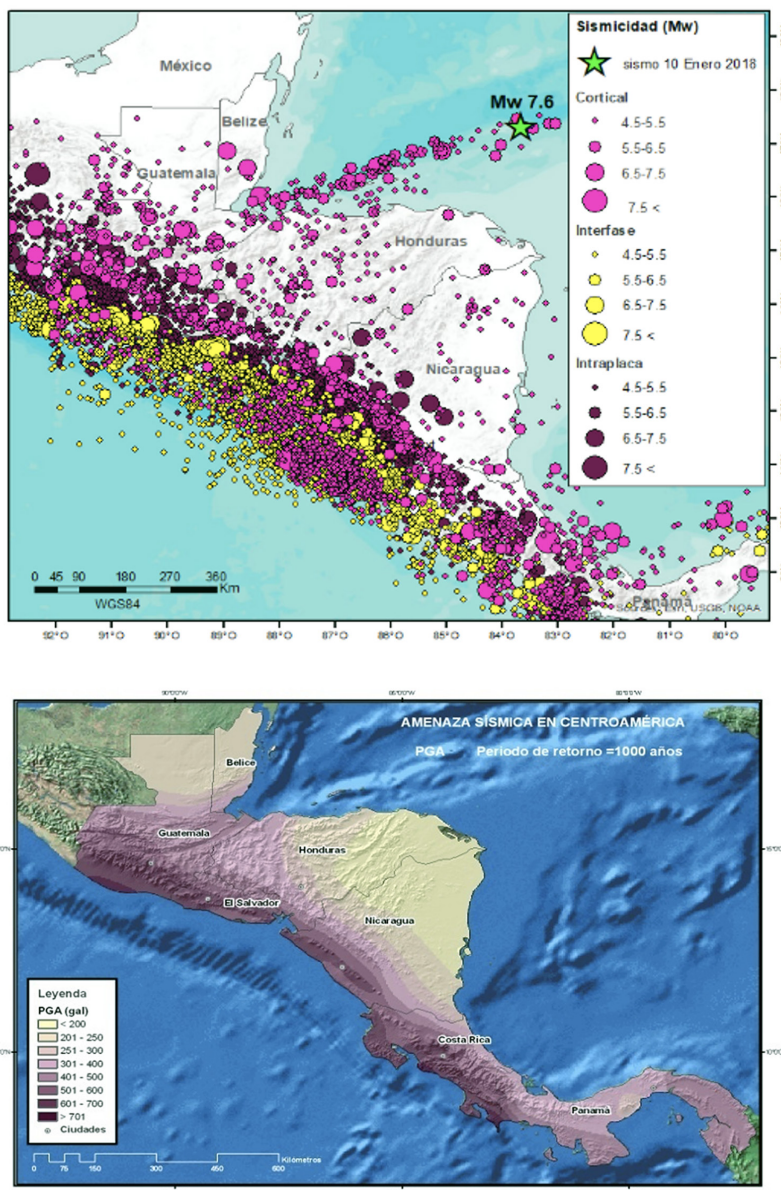 México
Belize
Guatemala
Honduras
Nicaragua
Panamá
Mw 7.6
Sismicidad (Mw)
sismo 10 Enero 2018
Cortical
4.5-5.5
5.5-6.5
6.5-7.5
7.5 <
Interfase
4.5-5.5
5.5-6.5
6.5-7.5
7.5 <
Intraplaca
4.5-5.5
5.5-6.5
6.5-7.5
7.5 <
0 45 90 180 270 360
Km
WGS84
USGS, NOAA
92°O 91°O 90°O 89°O 88°O 87°O 86°O 85°O 84°O 83°O 82°O 81°O 80°O
AMENAZA SÍSMICA EN CENTROAMÉRICA
PGA Periodo de retorno =1000 años
Belice
Guatemala
Honduras
El Salvador
Nicaragua
Costa Rica
Panamá
Leyenda
PGA (gal)
< 200
201 - 250
251 - 300
301 - 400
401 - 500
501 - 600
601 - 700
> 701
Ciudades
Kilómetros
0 75 150 300 450 600